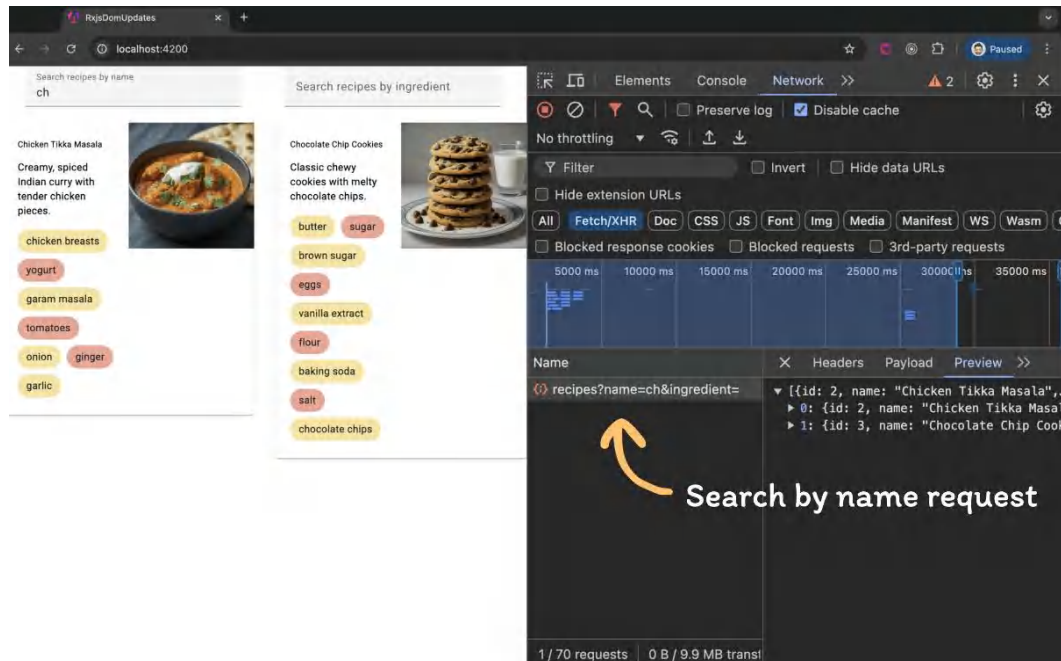 RxjsDomUpdates
localhost:4200
Paused
Search recipes by name
ch
Search recipes by ingredient
Chicken Tikka Masala
Creamy, spiced
Indian curry with
tender chicken
pieces.
chicken breasts
yogurt
garam masala
tomatoes
onion ginger
garlic
Chocolate Chip Cookies
Classic chewy
cookies with melty
chocolate chips.
butter sugar
brown sugar
eggs
vanilla extract
flour
baking soda
salt
chocolate chips
Elements Console Network 2
Preserve log Disable cache
No throttling
Filter Invert Hide data URLs
Hide extension URLs
All Fetch/XHR Doc CSS JS Font Img Media Manifest WS Wasm
Blocked response cookies Blocked requests 3rd-party requests
5000 ms 10000 ms 15000 ms 20000 ms 25000 ms 35000 ms
Name Headers Payload Preview
recipes?name=ch&ingredient=
[{id: 2, name: "Chicken Tikka Masala",
0: {id: 2, name: "Chicken Tikka Masa
1: {id: 3, name: "Chocolate Chip Coo
Search by name request
1 / 70 requests 0 B / 9.9 MB transf